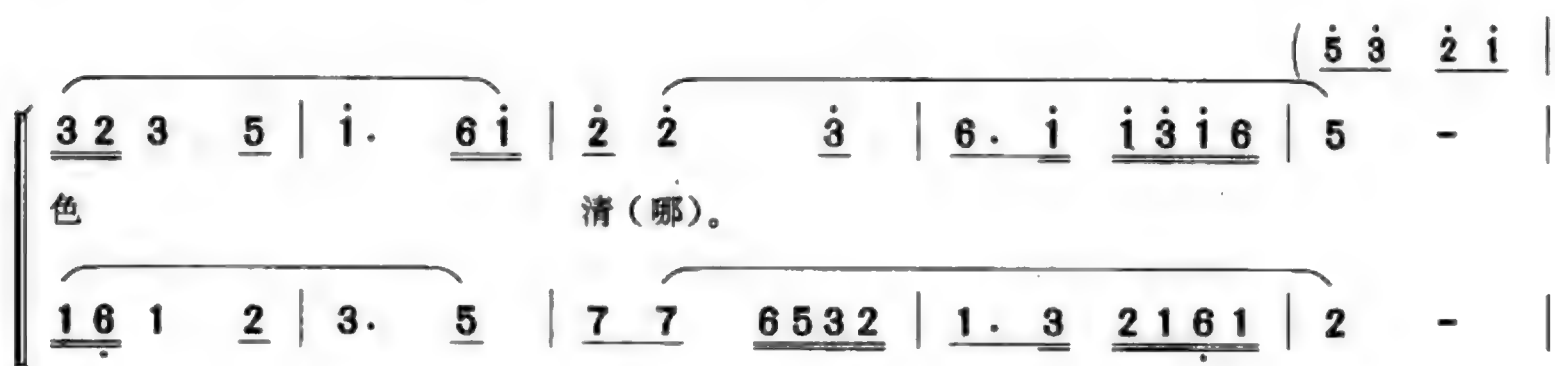 ( 5̇ 3̇ 2̇ 1̇ |
3 2 3 5 | 1̇. 6 1̇ | 2̇ 2̇ 3̇ | 6. 1̇ 1̇ 3̇ 1̇ 6 | 5 - |
色 清(哪)。
1 6̣ 1 2 | 3. 5 | 7 7 6 5 3 2 | 1. 3 2 1 6̣ 1 | 2 - |